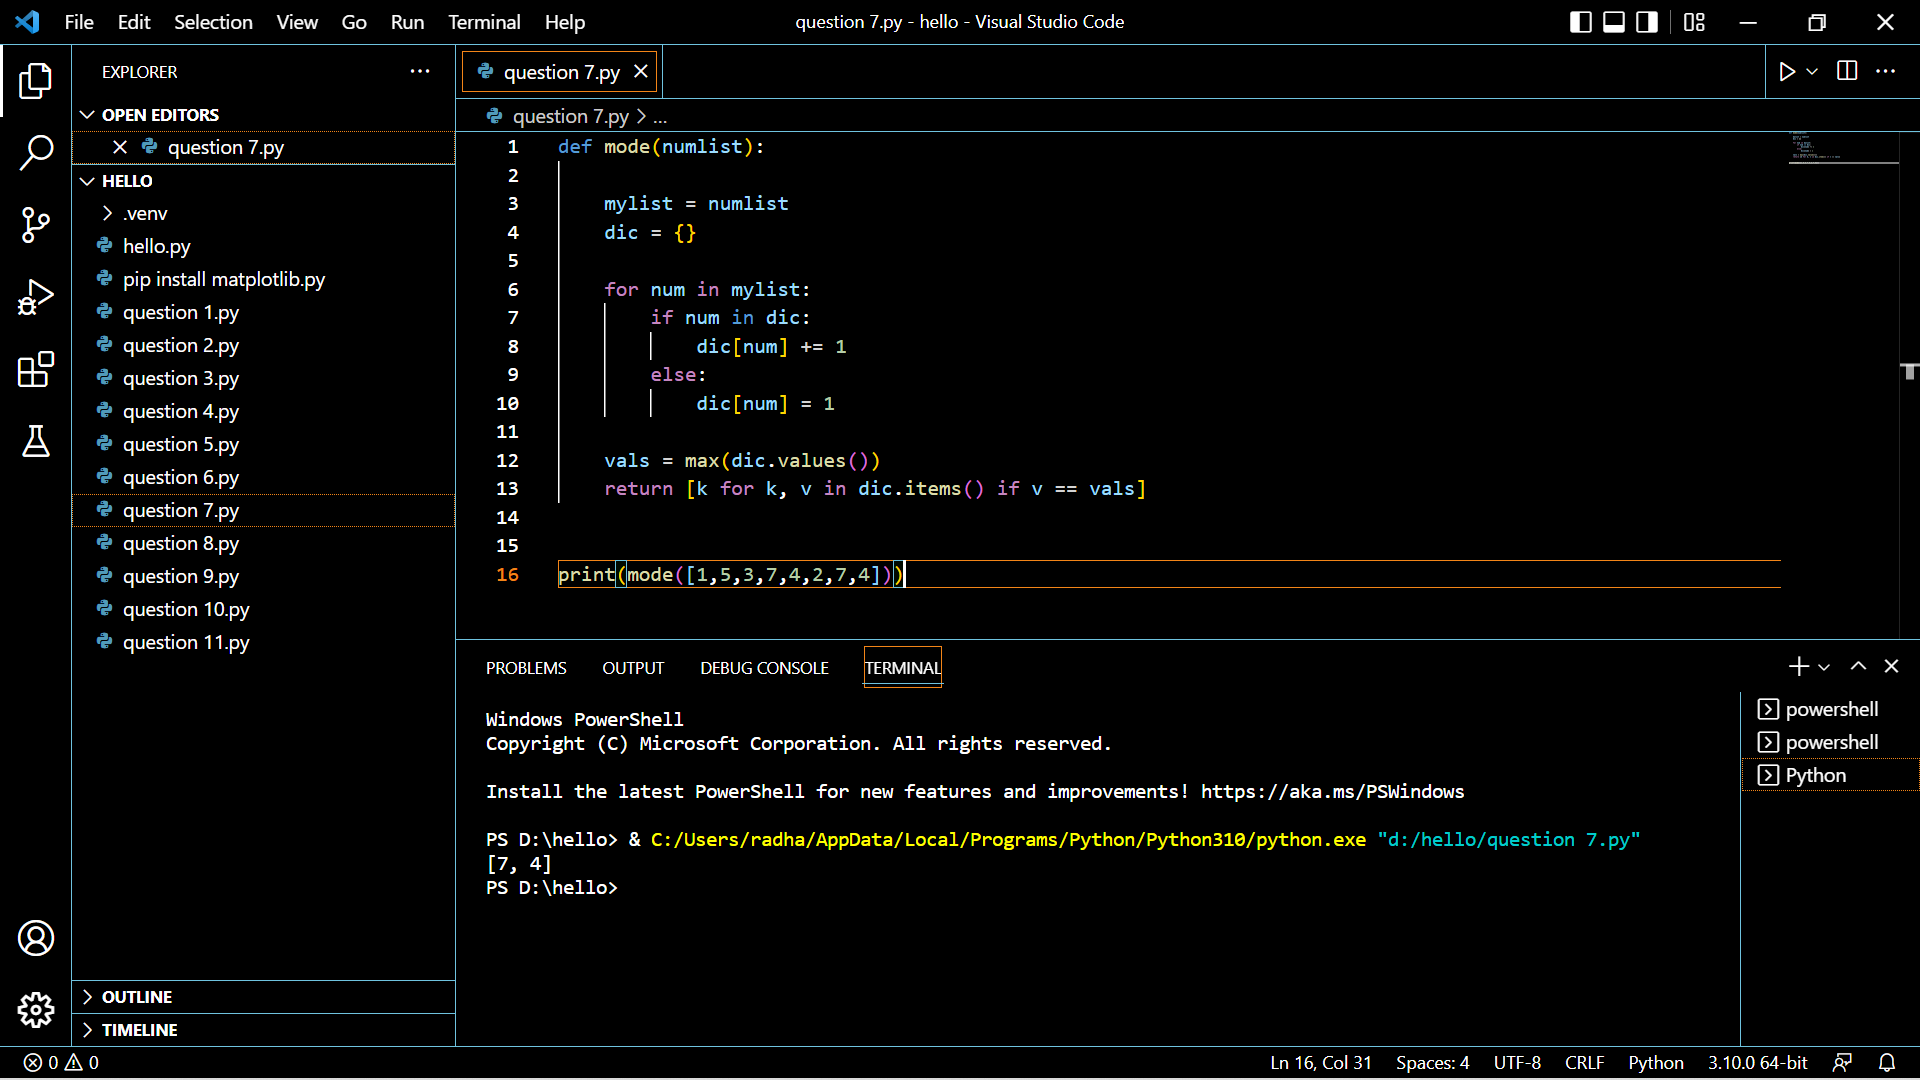 File Edit Selection View Go Run Terminal Help question 7.py - hello - Visual Studio Code
EXPLORER
OPEN EDITORS
question 7.py
HELLO
.venv
hello.py
pip install matplotlib.py
question 1.py
question 2.py
question 3.py
question 4.py
question 5.py
question 6.py
question 7.py
question 8.py
question 9.py
question 10.py
question 11.py
OUTLINE
TIMELINE
question 7.py
question 7.py > ...
1 def mode(numlist):
2
3 mylist = numlist
4 dic = {}
5
6 for num in mylist:
7 if num in dic:
8 dic[num] += 1
9 else:
10 dic[num] = 1
11
12 vals = max(dic.values())
13 return [k for k, v in dic.items() if v == vals]
14
15
16 print(mode([1,5,3,7,4,2,7,4]))
PROBLEMS OUTPUT DEBUG CONSOLE TERMINAL
Windows PowerShell
Copyright (C) Microsoft Corporation. All rights reserved.
Install the latest PowerShell for new features and improvements! https://aka.ms/PSWindows
PS D:\hello> & C:/Users/radha/AppData/Local/Programs/Python/Python310/python.exe "d:/hello/question 7.py"
[7, 4]
PS D:\hello>
powershell
powershell
Python
0 0 Ln 16, Col 31 Spaces: 4 UTF-8 CRLF Python 3.10.0 64-bit